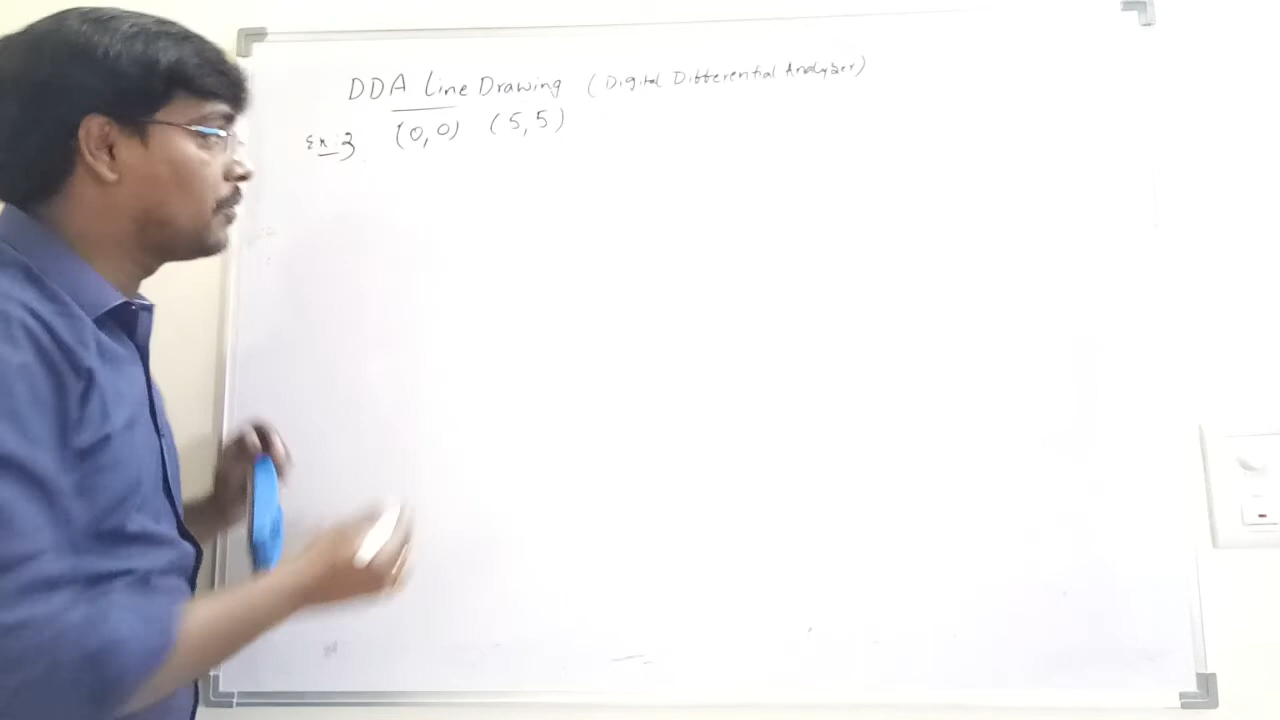 DDA Line Drawing (Digital Differential Analyzer)
Ex:3 (0,0) (5,5)